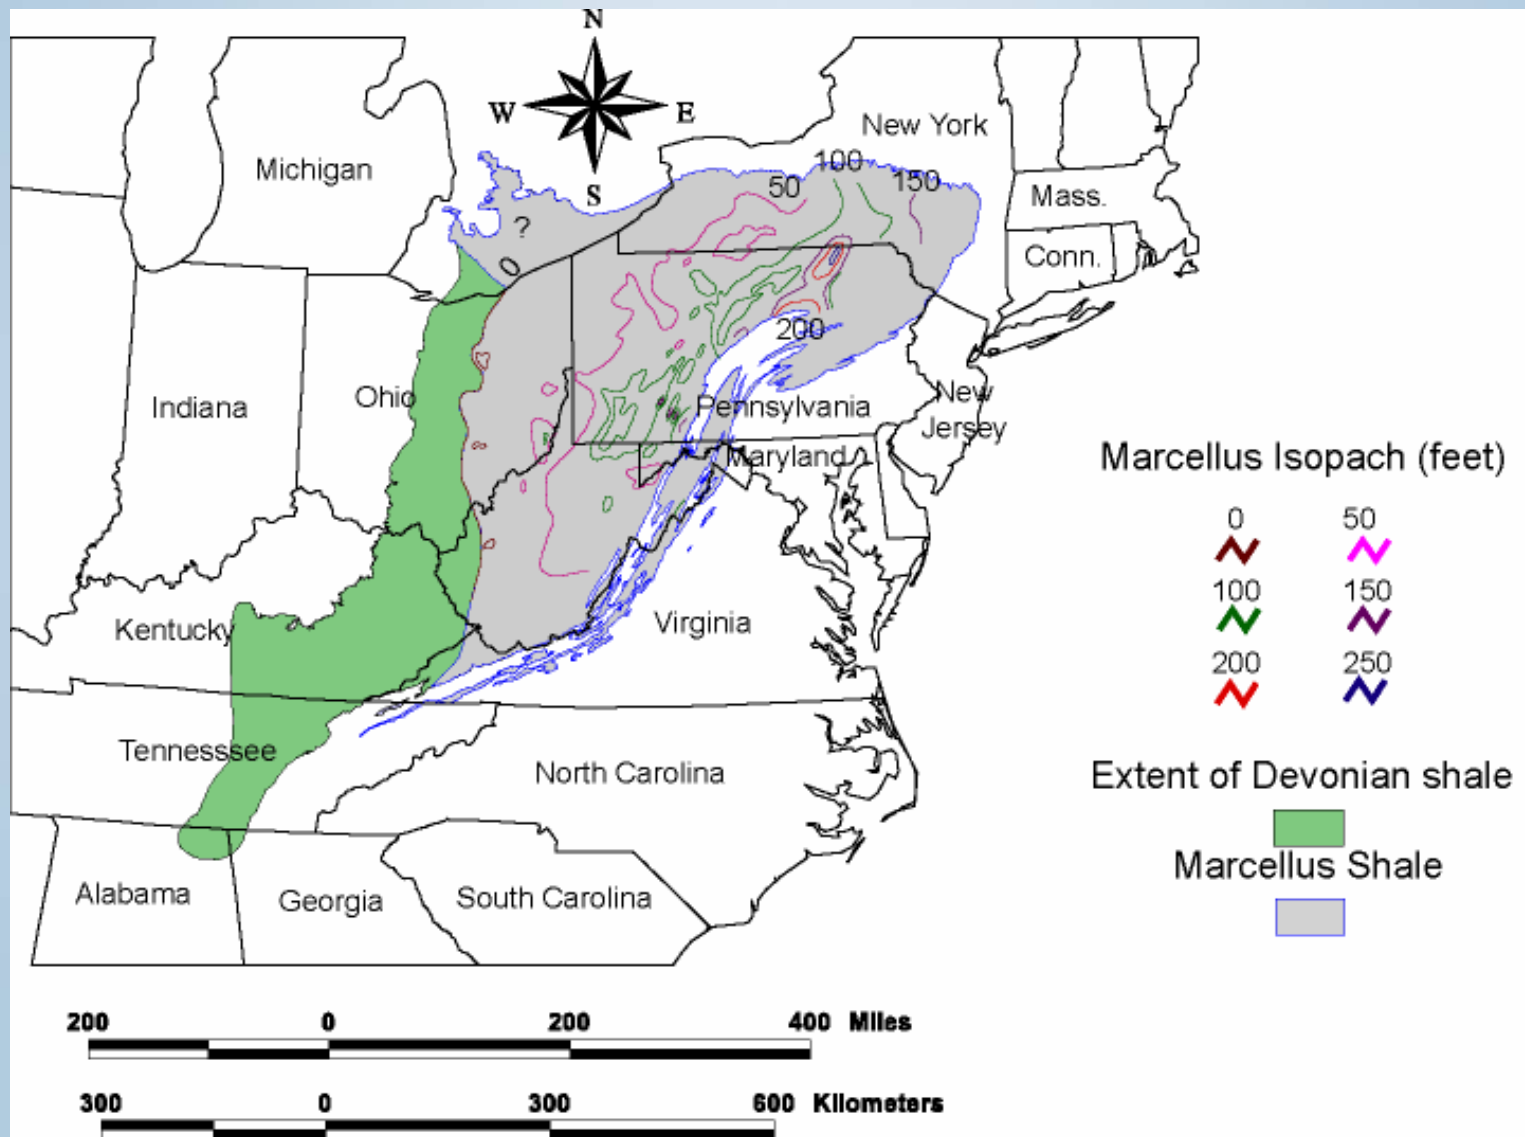 N
W
E
S
New York
Michigan
100
50
150
Mass.
?
Conn.
0
200
Indiana
Ohio
Pennsylvania
New
Jersey
Maryland
Kentucky
Virginia
Tennesssee
North Carolina
Alabama
Georgia
South Carolina
Marcellus Isopach (feet)
0
50
100
150
200
250
Extent of Devonian shale
Marcellus Shale
200 0 200 400 Miles
300 0 300 600 Kilometers